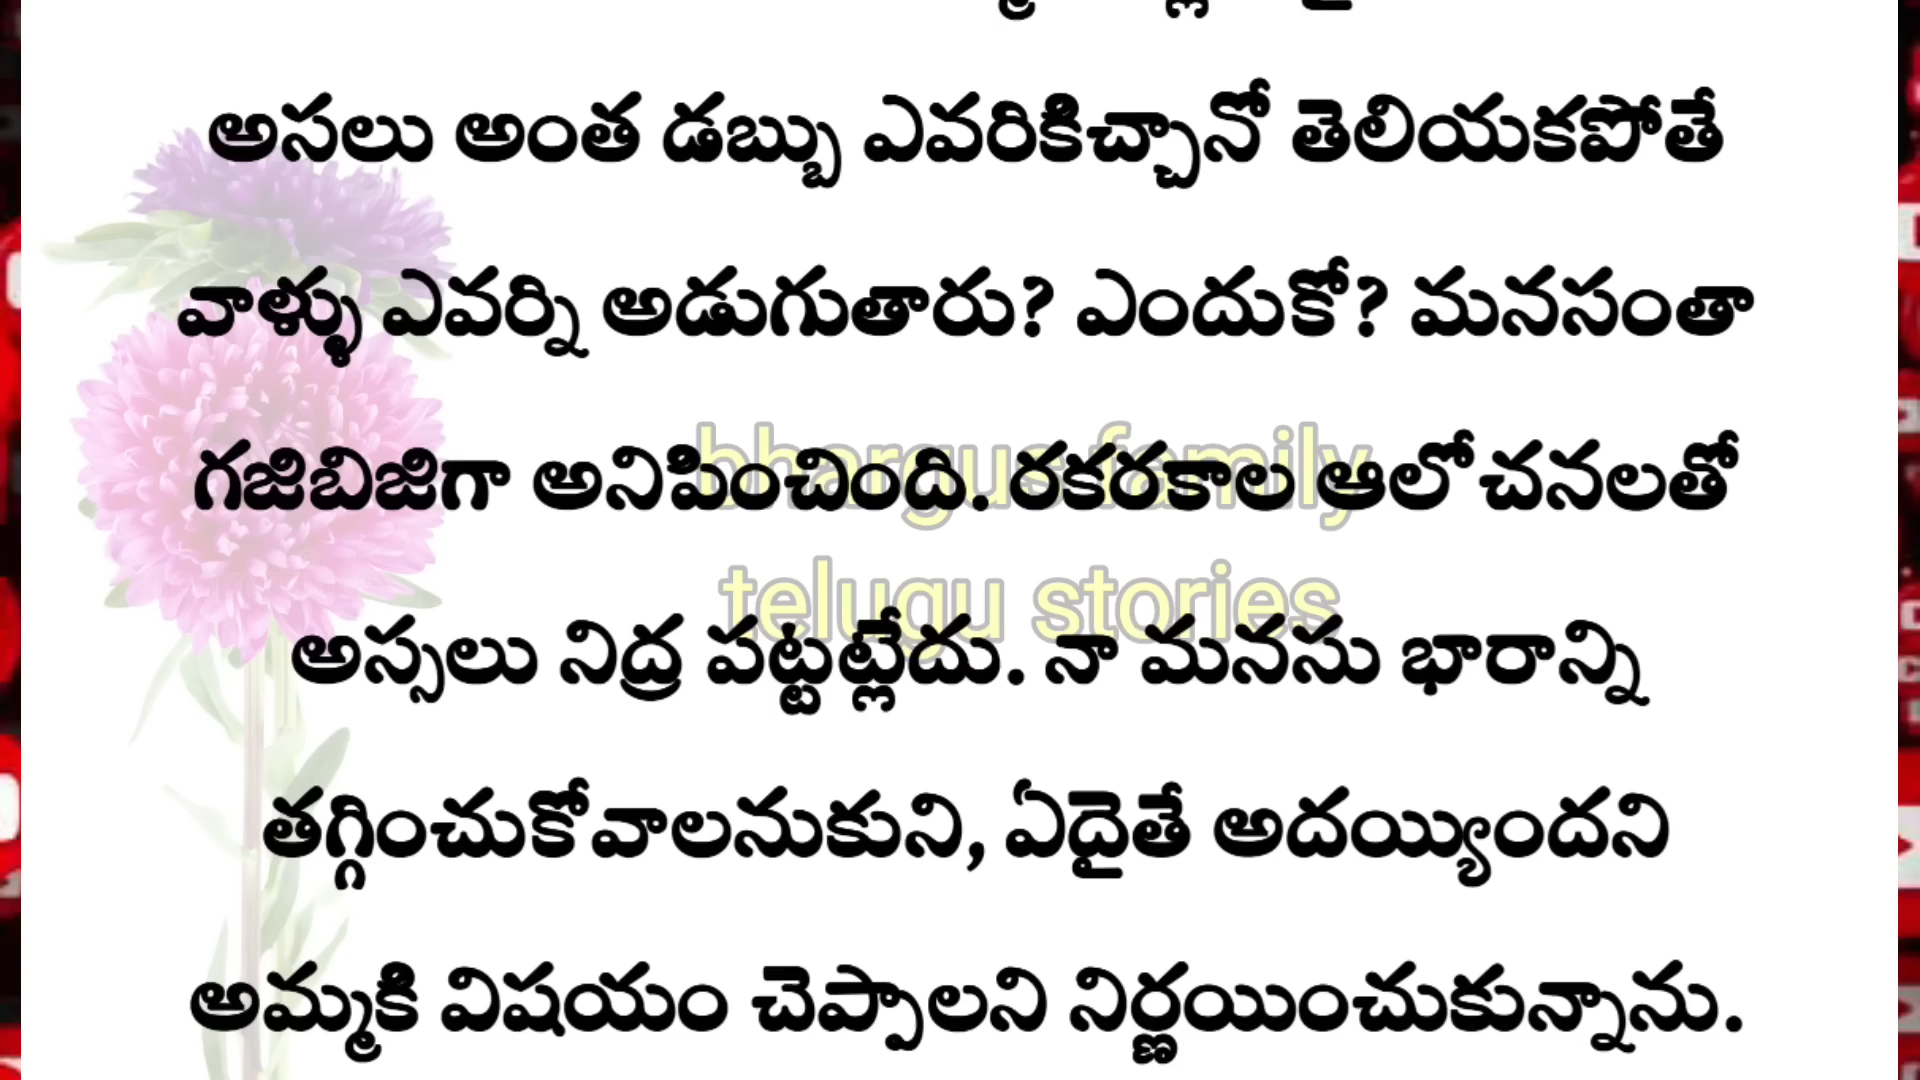 అసలు అంత డబ్బు ఎవరికిచ్చానో తెలియకపోతే
వాళ్ళు ఎవర్ని అడుగుతారు? ఎందుకో? మనసంతా
గజిబిజిగా అనిపించింది. రకరకాల ఆలోచనలతో
bhargus family
telugu stories
అస్సలు నిద్ర పట్టట్లేదు. నా మనసు భారాన్ని
తగ్గించుకోవాలనుకుని, ఏదైతే అదయ్యిందని
అమ్మకి విషయం చెప్పాలని నిర్ణయించుకున్నాను.